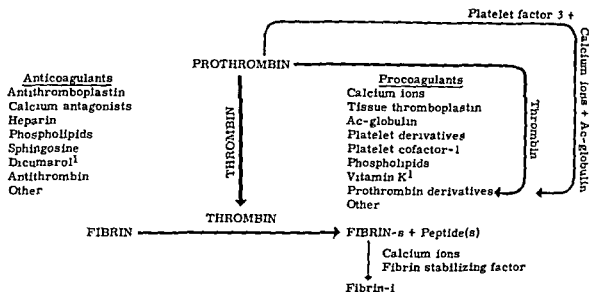 Platelet factor 3 +
Calcium ions + Ac-globulin
PROTHROMBIN
Anticoagulants
Antithromboplastin
Calcium antagonists
Heparin
Phospholipids
Sphingosine
Dicumarol¹
Antithrombin
Other
THROMBIN
Procoagulants
Calcium ions
Tissue thromboplastin
Ac-globulin
Platelet derivatives
Platelet cofactor-1
Phospholipids
Vitamin K¹
Prothrombin derivatives
Other
Thrombin
THROMBIN
FIBRIN
FIBRIN-s + Peptide(s)
Calcium ions
Fibrin stabilizing factor
Fibrin-i